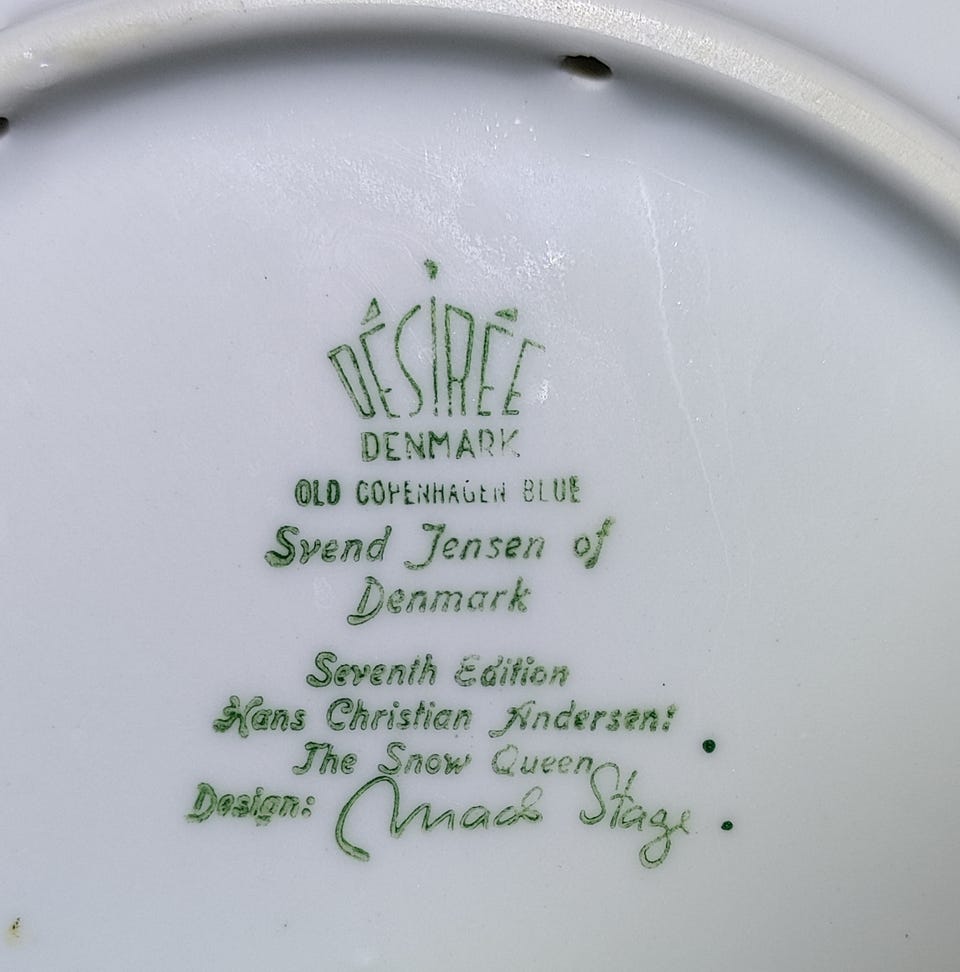 DÉSIRÉE
DENMARK
OLD COPENHAGEN BLUE
Svend Jensen of
Denmark
Seventh Edition
Hans Christian Andersen:
The Snow Queen
Design: Mads Stage